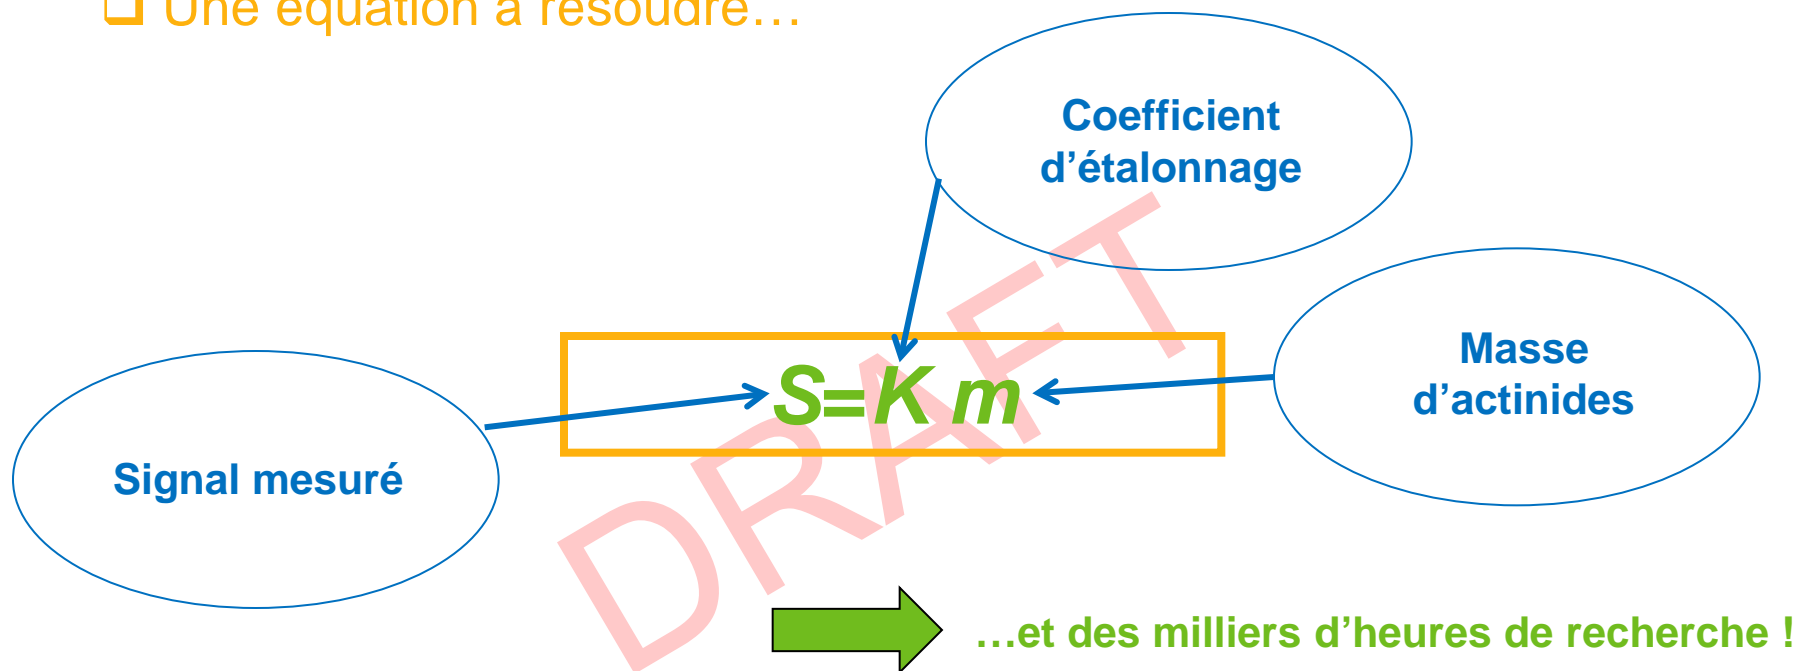 Une équation à résoudre…
Coefficient
d’étalonnage
Masse
d’actinides
S=K m
Signal mesuré
DRAFT
…et des milliers d’heures de recherche !